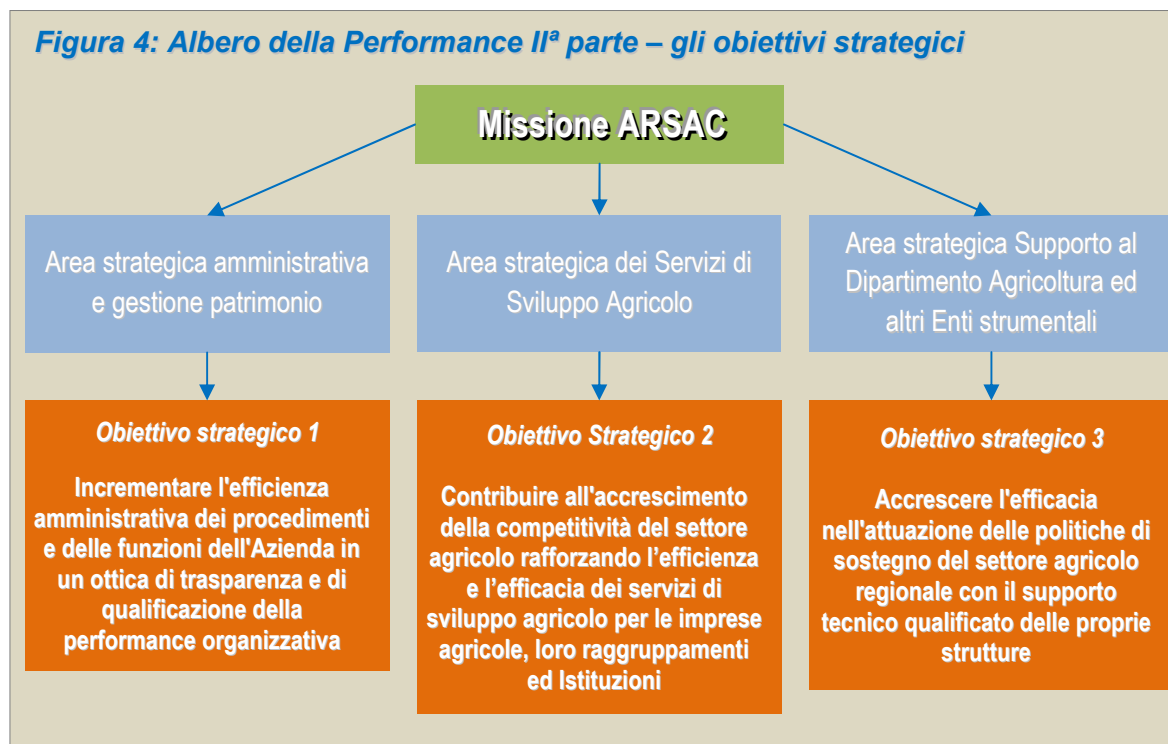 Figura 4: Albero della Performance IIª parte – gli obiettivi strategici
Missione ARSAC
Area strategica amministrativa
e gestione patrimonio
Area strategica dei Servizi di
Sviluppo Agricolo
Area strategica Supporto al
Dipartimento Agricoltura ed
altri Enti strumentali
Obiettivo strategico 1
Incrementare l'efficienza
amministrativa dei procedimenti
e delle funzioni dell'Azienda in
un ottica di trasparenza e di
qualificazione della
performance organizzativa
Obiettivo Strategico 2
Contribuire all'accrescimento
della competitività del settore
agricolo rafforzando l’efficienza
e l’efficacia dei servizi di
sviluppo agricolo per le imprese
agricole, loro raggruppamenti
ed Istituzioni
Obiettivo strategico 3
Accrescere l'efficacia
nell'attuazione delle politiche di
sostegno del settore agricolo
regionale con il supporto
tecnico qualificato delle proprie
strutture